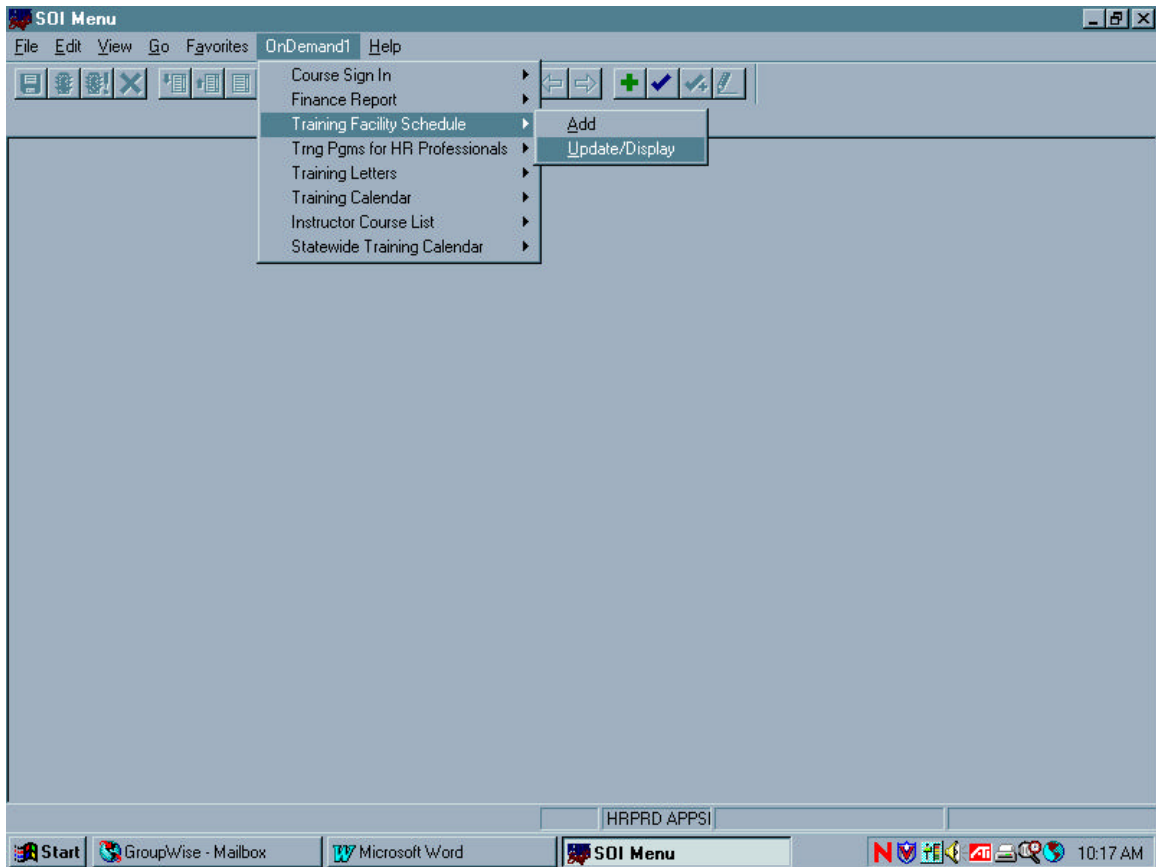 SOI Menu
File Edit View Go Favorites OnDemand1 Help
Course Sign In
Finance Report
Training Facility Schedule
Add
Trng Pgms for HR Professionals
Update/Display
Training Letters
Training Calendar
Instructor Course List
Statewide Training Calendar
HRPRD APPSI
Start GroupWise - Mailbox Microsoft Word SOI Menu 10:17 AM